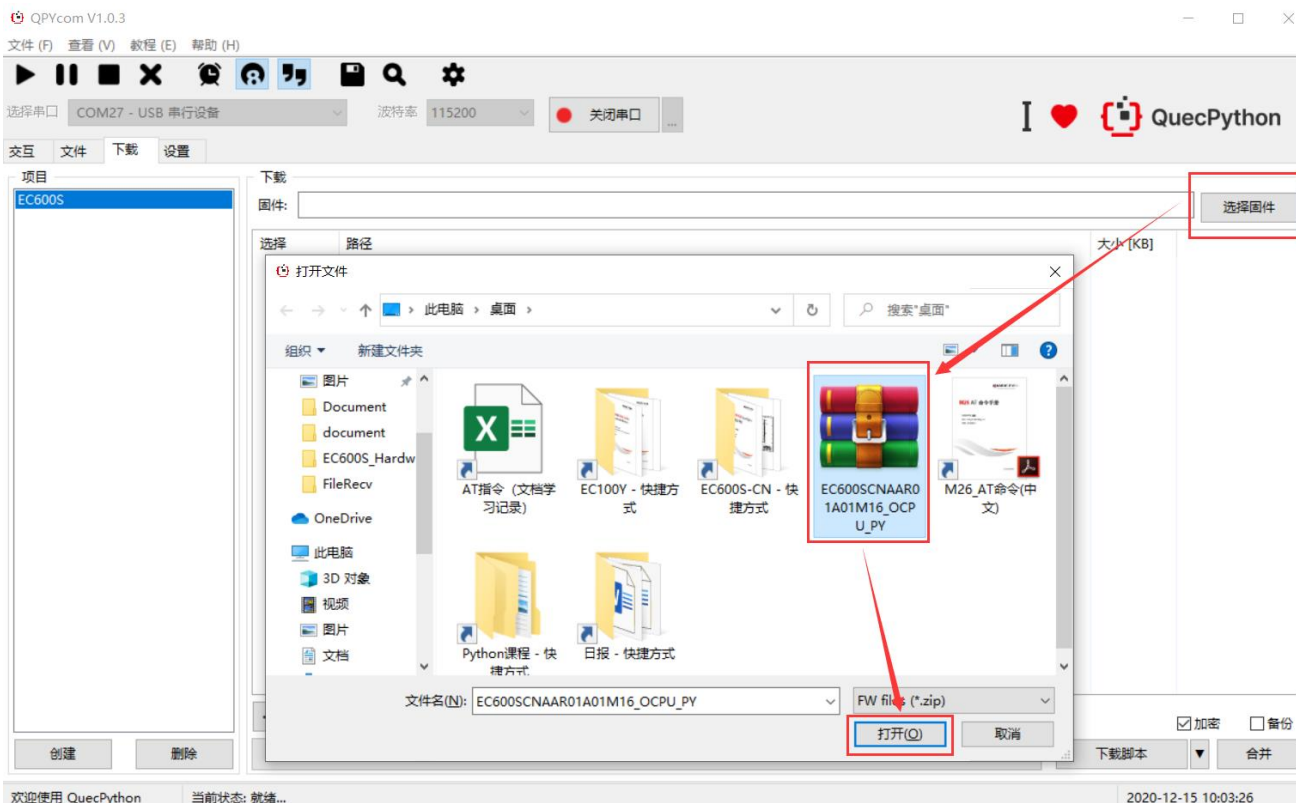 QPYcom V1.0.3
文件 (F) 查看 (V) 教程 (E) 帮助 (H)
选择串口 COM27 - USB 串行设备 波特率 115200 关闭串口 ...
I QuecPython
交互 文件 下载 设置
项目
EC600S
下载
固件:
选择固件
选择 路径 大小 [KB]
打开文件
此电脑 › 桌面 ›
搜索"桌面"
组织 新建文件夹
图片
Document
document
EC600S_Hardw
FileRecv
OneDrive
此电脑
3D 对象
视频
图片
文档
AT指令（文档学
习记录）
EC100Y - 快捷方
式
EC600S-CN - 快
捷方式
EC600SCNAAR0
1A01M16_OCP
U_PY
M26 AT 命令手册
M26_AT命令(中
文)
Python课程 - 快
捷方式
日报 - 快捷方式
文件名(N): EC600SCNAAR01A01M16_OCPU_PY
FW files (*.zip)
打开(O) 取消
加密 备份
创建 删除
下载脚本 合并
欢迎使用 QuecPython 当前状态: 就绪... 2020-12-15 10:03:26